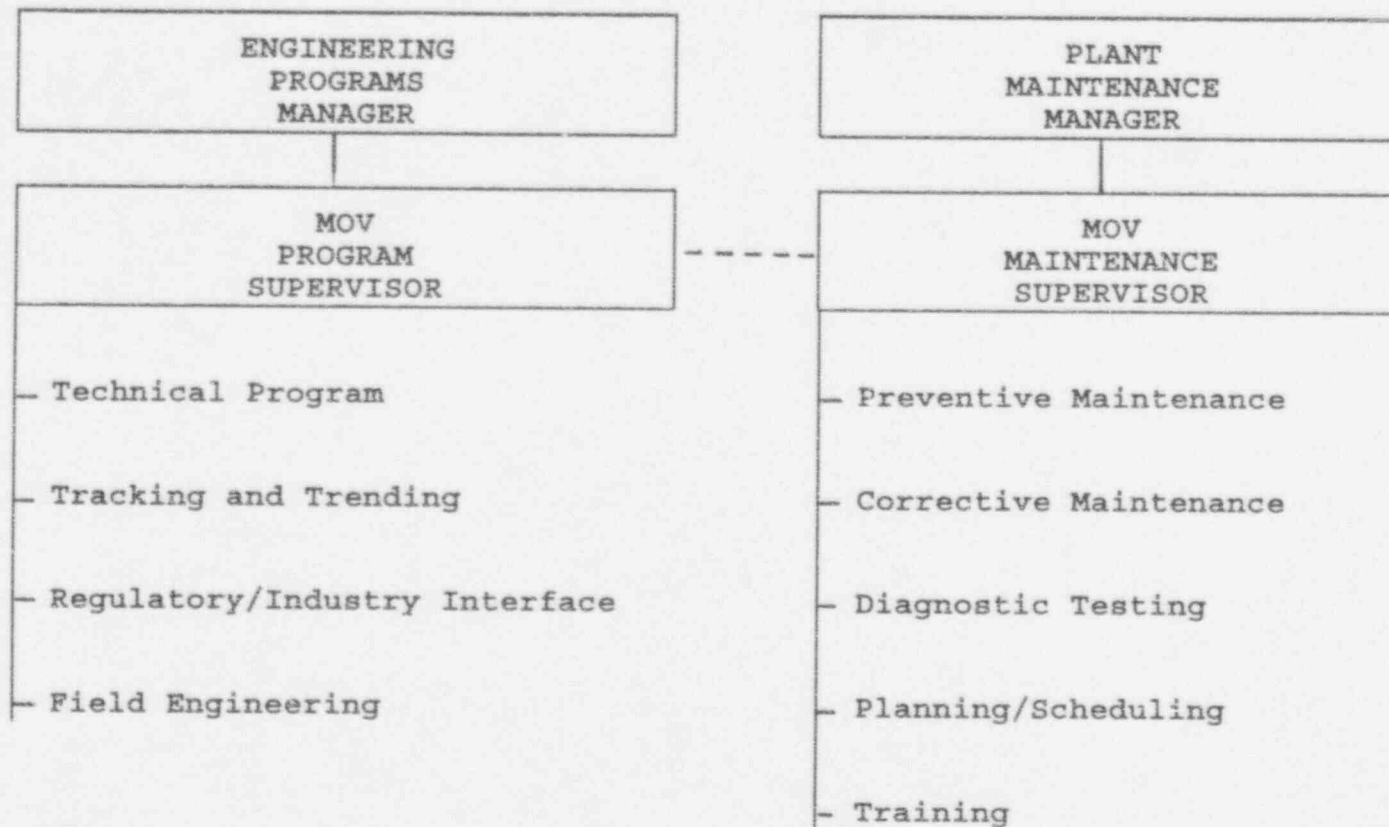 ENGINEERING
PROGRAMS
MANAGER
MOV
PROGRAM
SUPERVISOR
Technical Program
Tracking and Trending
Regulatory/Industry Interface
Field Engineering
PLANT
MAINTENANCE
MANAGER
MOV
MAINTENANCE
SUPERVISOR
Preventive Maintenance
Corrective Maintenance
Diagnostic Testing
Planning/Scheduling
Training